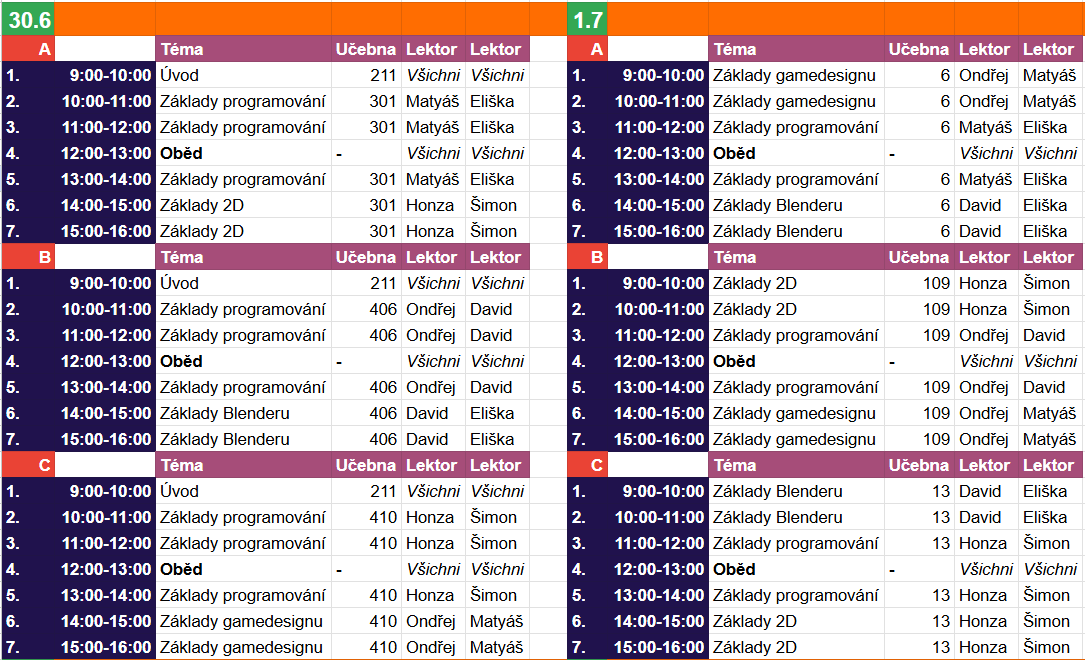 30.6 1.7
A Téma Učebna Lektor Lektor A Téma Učebna Lektor Lektor
1. 9:00-10:00 Úvod 211 Všichni Všichni 1. 9:00-10:00 Základy gamedesignu 6 Ondřej Matyáš
2. 10:00-11:00 Základy programování 301 Matyáš Eliška 2. 10:00-11:00 Základy gamedesignu 6 Ondřej Matyáš
3. 11:00-12:00 Základy programování 301 Matyáš Eliška 3. 11:00-12:00 Základy programování 6 Matyáš Eliška
4. 12:00-13:00 Oběd - Všichni Všichni 4. 12:00-13:00 Oběd - Všichni Všichni
5. 13:00-14:00 Základy programování 301 Matyáš Eliška 5. 13:00-14:00 Základy programování 6 Matyáš Eliška
6. 14:00-15:00 Základy 2D 301 Honza Šimon 6. 14:00-15:00 Základy Blenderu 6 David Eliška
7. 15:00-16:00 Základy 2D 301 Honza Šimon 7. 15:00-16:00 Základy Blenderu 6 David Eliška
B Téma Učebna Lektor Lektor B Téma Učebna Lektor Lektor
1. 9:00-10:00 Úvod 211 Všichni Všichni 1. 9:00-10:00 Základy 2D 109 Honza Šimon
2. 10:00-11:00 Základy programování 406 Ondřej David 2. 10:00-11:00 Základy 2D 109 Honza Šimon
3. 11:00-12:00 Základy programování 406 Ondřej David 3. 11:00-12:00 Základy programování 109 Ondřej David
4. 12:00-13:00 Oběd - Všichni Všichni 4. 12:00-13:00 Oběd - Všichni Všichni
5. 13:00-14:00 Základy programování 406 Ondřej David 5. 13:00-14:00 Základy programování 109 Ondřej David
6. 14:00-15:00 Základy Blenderu 406 David Eliška 6. 14:00-15:00 Základy gamedesignu 109 Ondřej Matyáš
7. 15:00-16:00 Základy Blenderu 406 David Eliška 7. 15:00-16:00 Základy gamedesignu 109 Ondřej Matyáš
C Téma Učebna Lektor Lektor C Téma Učebna Lektor Lektor
1. 9:00-10:00 Úvod 211 Všichni Všichni 1. 9:00-10:00 Základy Blenderu 13 David Eliška
2. 10:00-11:00 Základy programování 410 Honza Šimon 2. 10:00-11:00 Základy Blenderu 13 David Eliška
3. 11:00-12:00 Základy programování 410 Honza Šimon 3. 11:00-12:00 Základy programování 13 Honza Šimon
4. 12:00-13:00 Oběd - Všichni Všichni 4. 12:00-13:00 Oběd - Všichni Všichni
5. 13:00-14:00 Základy programování 410 Honza Šimon 5. 13:00-14:00 Základy programování 13 Honza Šimon
6. 14:00-15:00 Základy gamedesignu 410 Ondřej Matyáš 6. 14:00-15:00 Základy 2D 13 Honza Šimon
7. 15:00-16:00 Základy gamedesignu 410 Ondřej Matyáš 7. 15:00-16:00 Základy 2D 13 Honza Šimon